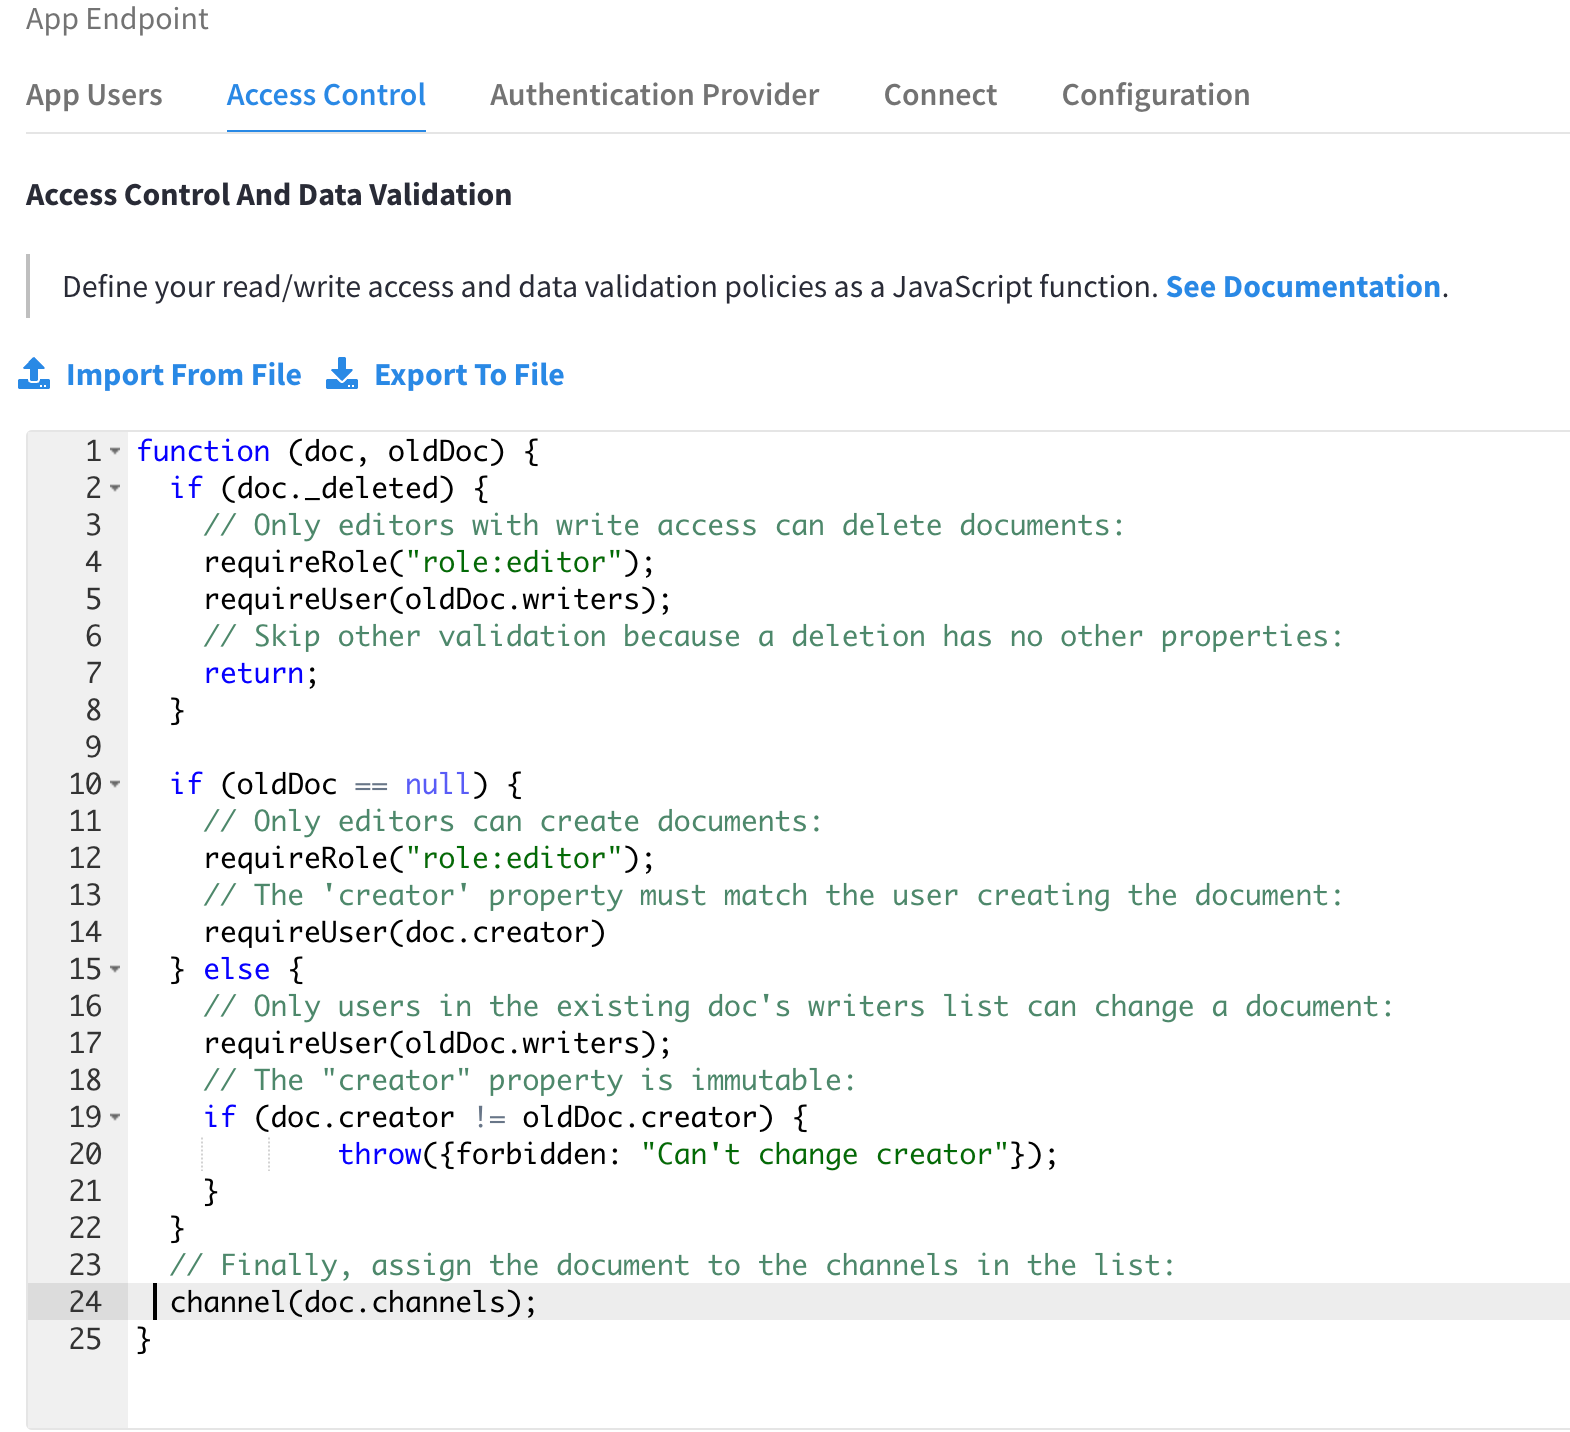 App Endpoint
App Users Access Control Authentication Provider Connect Configuration
Access Control And Data Validation
Define your read/write access and data validation policies as a JavaScript function. See Documentation.
Import From File Export To File
1 function (doc, oldDoc) {
2   if (doc._deleted) {
3     // Only editors with write access can delete documents:
4     requireRole("role:editor");
5     requireUser(oldDoc.writers);
6     // Skip other validation because a deletion has no other properties:
7     return;
8   }
9
10   if (oldDoc == null) {
11     // Only editors can create documents:
12     requireRole("role:editor");
13     // The 'creator' property must match the user creating the document:
14     requireUser(doc.creator)
15   } else {
16     // Only users in the existing doc's writers list can change a document:
17     requireUser(oldDoc.writers);
18     // The "creator" property is immutable:
19     if (doc.creator != oldDoc.creator) {
20             throw({forbidden: "Can't change creator"});
21     }
22   }
23   // Finally, assign the document to the channels in the list:
24   channel(doc.channels);
25 }